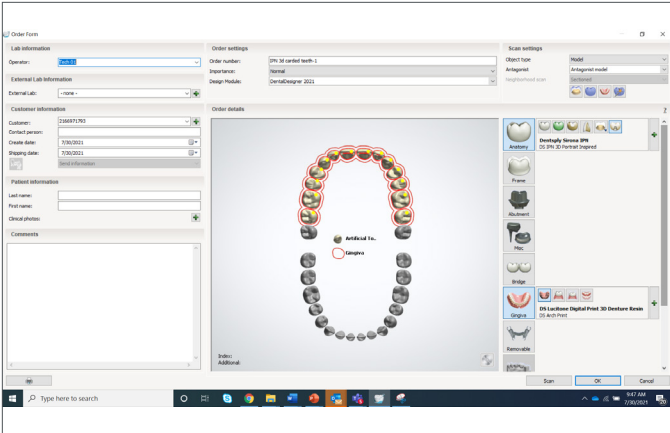 Order Form
Lab information
Operator:
Tech 01
External Lab Information
External Lab:
- none -
Customer information
Customer:
2166971793
Contact person:
Create date:
7/30/2021
Shipping date:
7/30/2021
Send information
Patient information
Last name:
First name:
Clinical photos:
Comments
Order settings
Order number:
IPN 3d carded teeth-1
Importance:
Normal
Design Module:
DentalDesigner 2021
Order details
Artificial To..
Gingiva
Index:
Additional:
Scan settings
Object type
Model
Antagonist
Antagonist model
Neighborhood scan
Sectioned
?
Anatomy
Dentsply Sirona IPN
DS IPN 3D Portrait Inspired
Frame
Abutment
Misc
Bridge
Gingiva
DS Lucitone Digital Print 3D Denture Resin
DS Arch Print
Removable
Scan
OK
Cancel
Type here to search
9:47 AM
7/30/2021